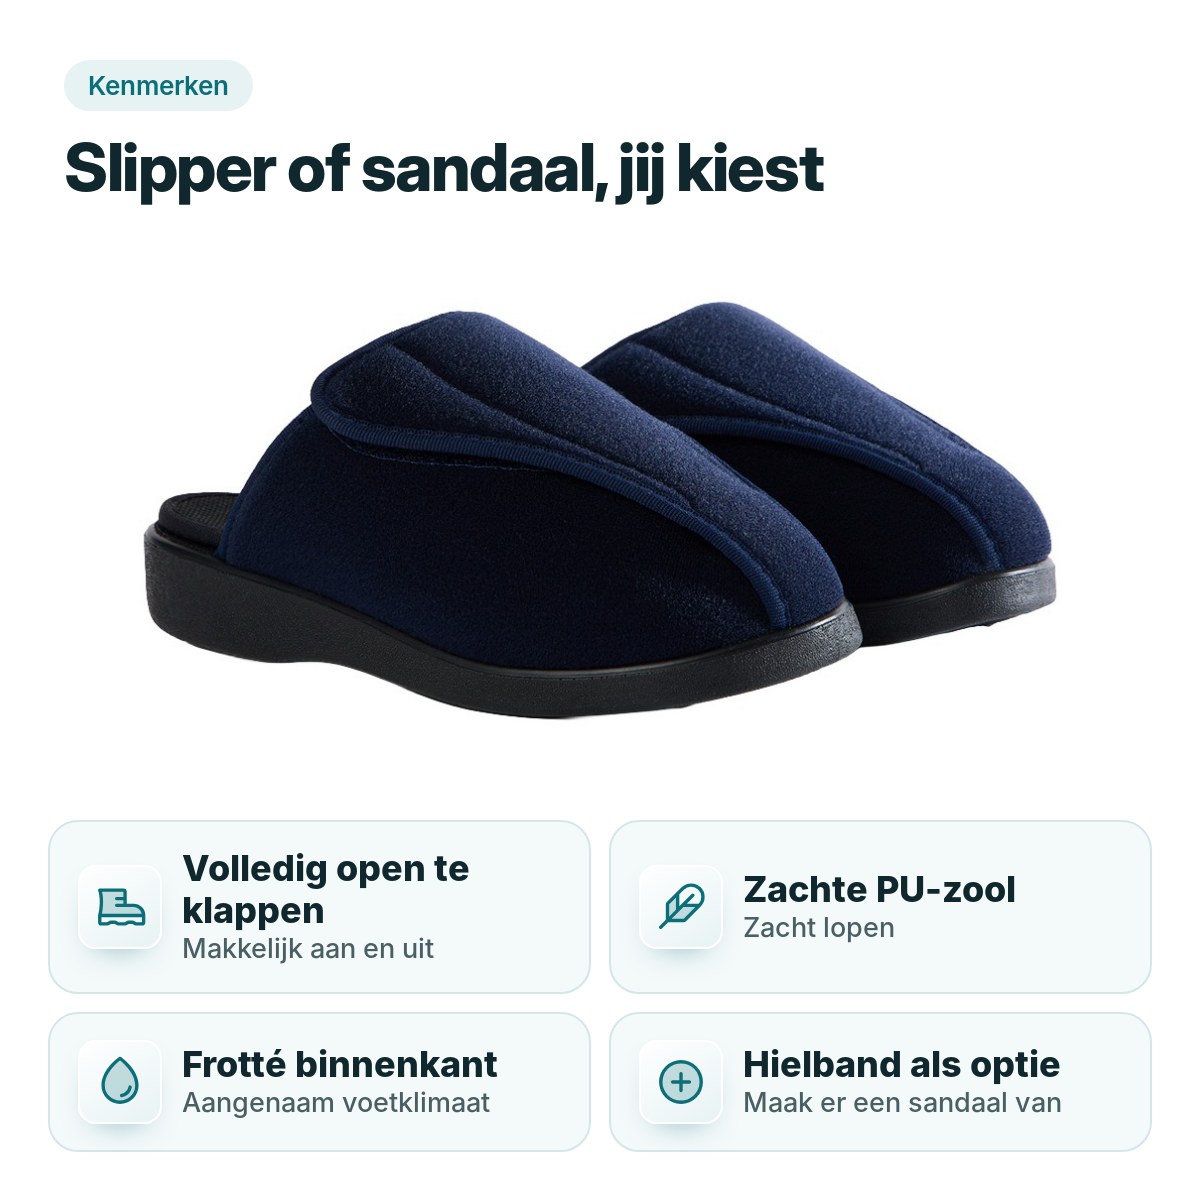 Kenmerken
Slipper of sandaal, jij kiest
Volledig open te
klappen
Makkelijk aan en uit
Zachte PU-zool
Zacht lopen
Frotté binnenkant
Aangenaam voetklimaat
Hielband als optie
Maak er een sandaal van